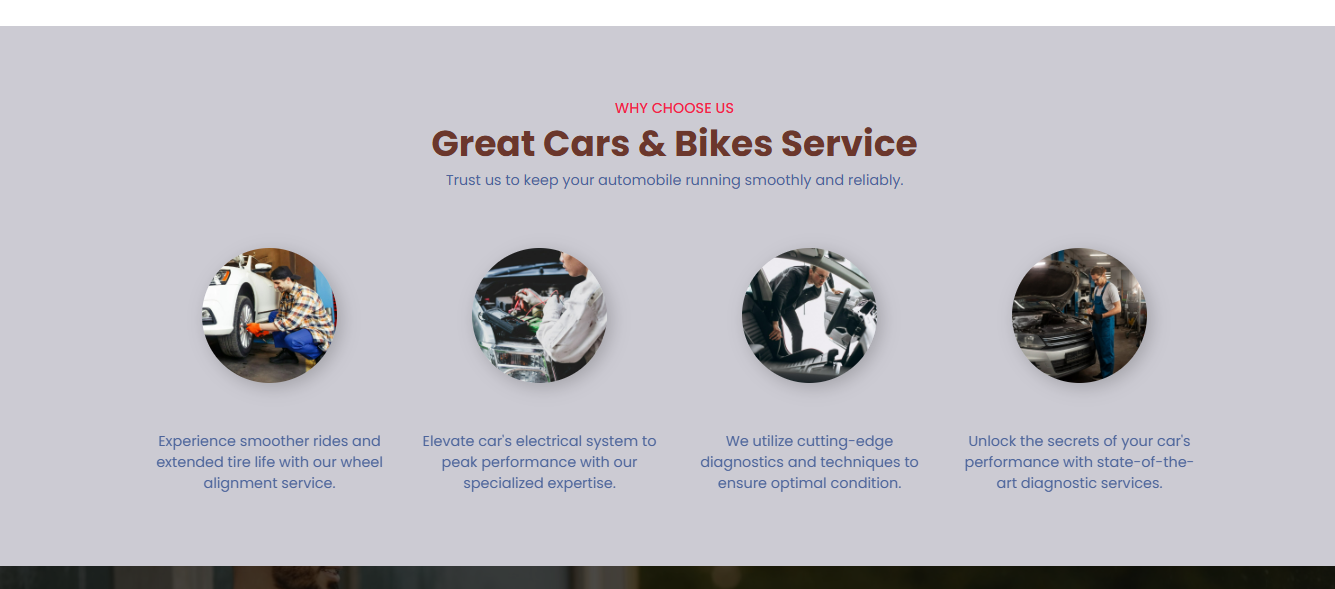 WHY CHOOSE US
Great Cars & Bikes Service
Trust us to keep your automobile running smoothly and reliably.
Experience smoother rides and
extended tire life with our wheel
alignment service.
Elevate car's electrical system to
peak performance with our
specialized expertise.
We utilize cutting-edge
diagnostics and techniques to
ensure optimal condition.
Unlock the secrets of your car's
performance with state-of-the-
art diagnostic services.